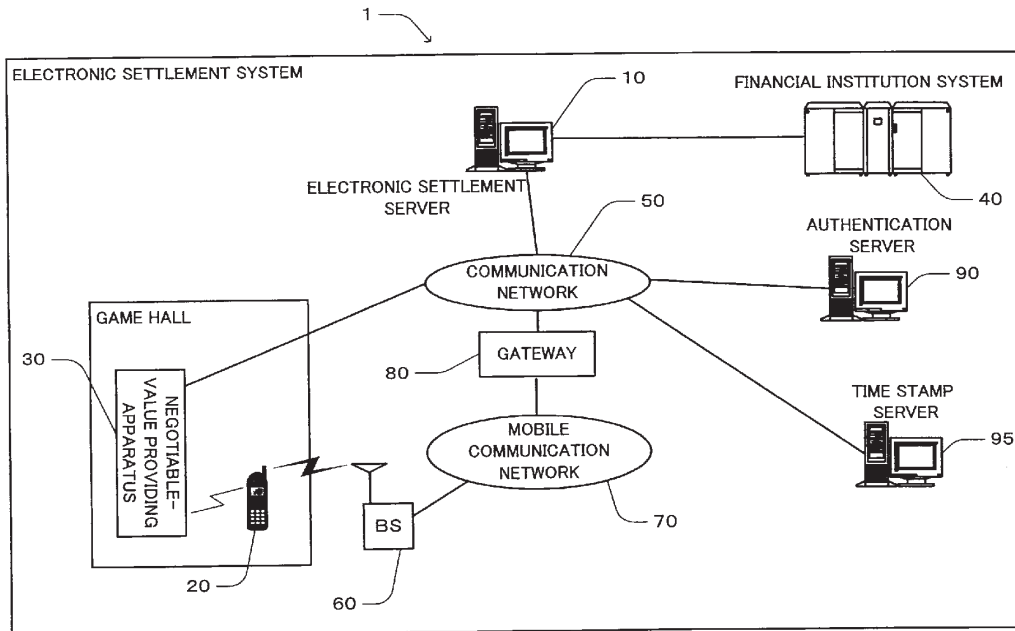 1
ELECTRONIC SETTLEMENT SYSTEM
10
FINANCIAL INSTITUTION SYSTEM
ELECTRONIC SETTLEMENT
SERVER
40
50
AUTHENTICATION
SERVER
COMMUNICATION
NETWORK
90
GAME HALL
30
NEGOTIABLE-
VALUE PROVIDING
APPARATUS
80
GATEWAY
TIME STAMP
SERVER
MOBILE
COMMUNICATION
NETWORK
95
BS
70
20
60